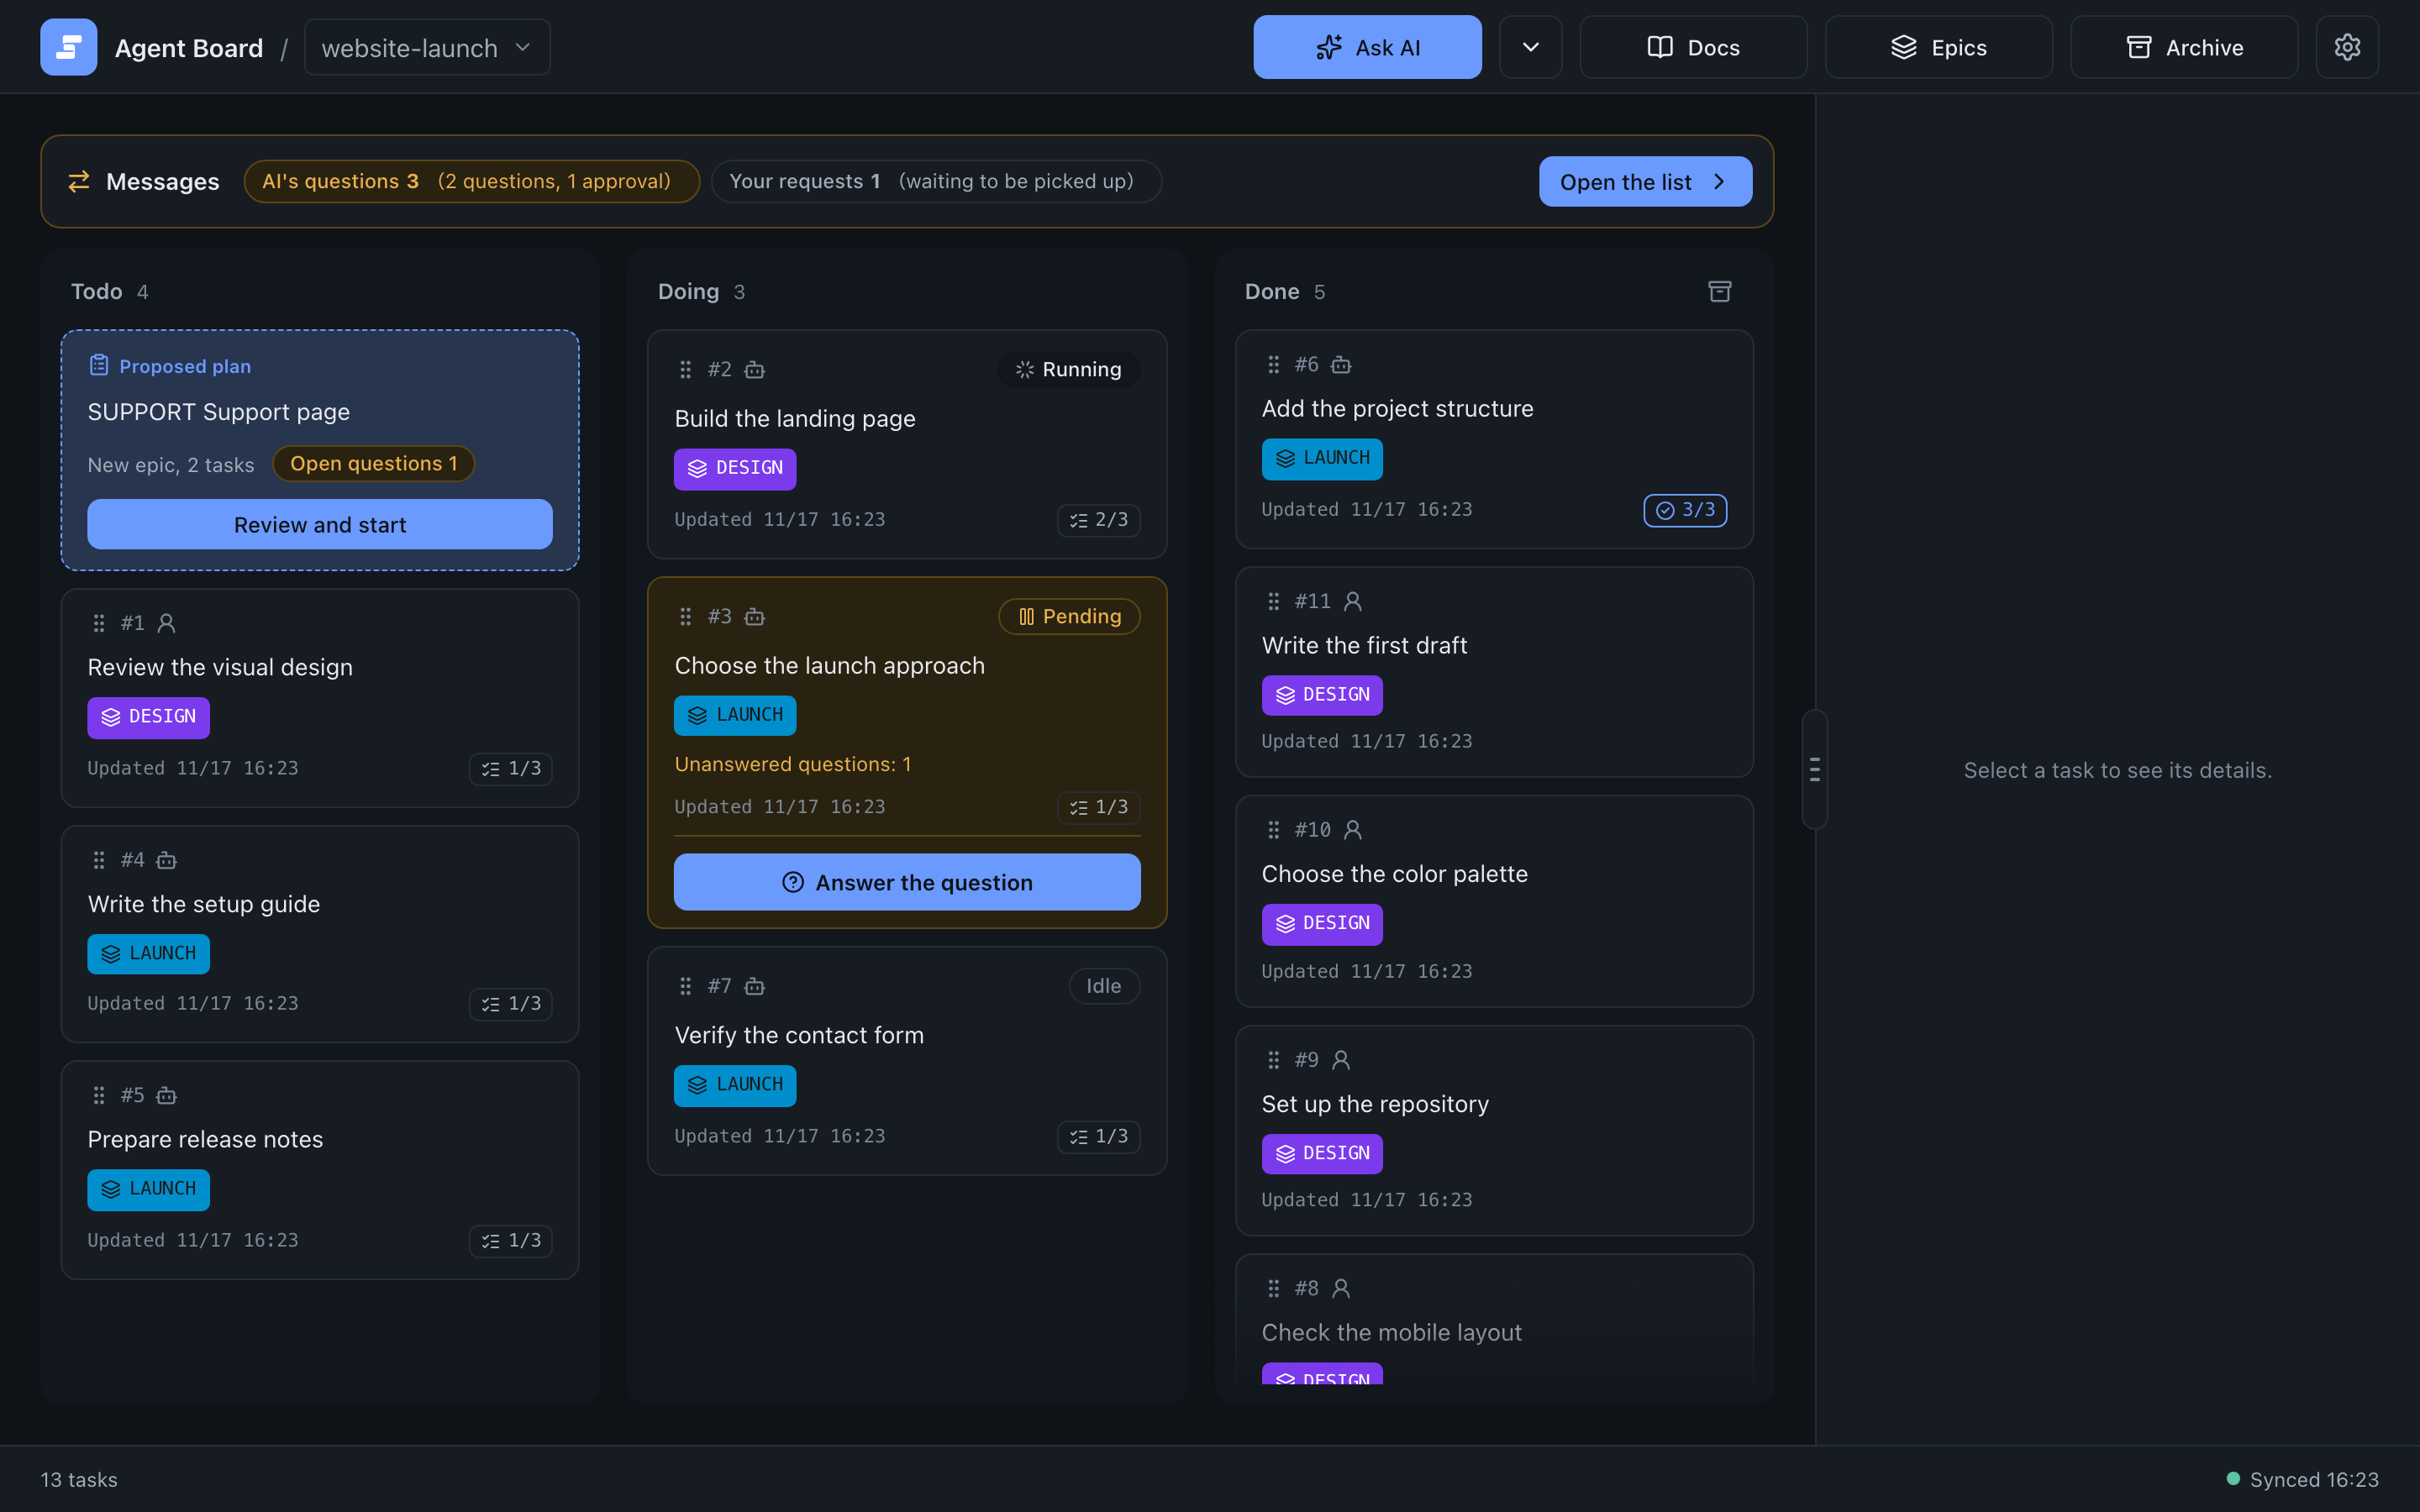 Agent Board / website-launch
Ask AI
Docs
Epics
Archive
Messages
AI's questions 3 (2 questions, 1 approval)
Your requests 1 (waiting to be picked up)
Open the list
Todo 4
Proposed plan
SUPPORT Support page
New epic, 2 tasks
Open questions 1
Review and start
#1
Review the visual design
DESIGN
Updated 11/17 16:23
1/3
#4
Write the setup guide
LAUNCH
Updated 11/17 16:23
1/3
#5
Prepare release notes
LAUNCH
Updated 11/17 16:23
1/3
Doing 3
#2
Running
Build the landing page
DESIGN
Updated 11/17 16:23
2/3
#3
Pending
Choose the launch approach
LAUNCH
Unanswered questions: 1
Updated 11/17 16:23
1/3
Answer the question
#7
Idle
Verify the contact form
LAUNCH
Updated 11/17 16:23
1/3
Done 5
#6
Add the project structure
LAUNCH
Updated 11/17 16:23
3/3
#11
Write the first draft
DESIGN
Updated 11/17 16:23
#10
Choose the color palette
DESIGN
Updated 11/17 16:23
#9
Set up the repository
DESIGN
Updated 11/17 16:23
#8
Check the mobile layout
DESIGN
Select a task to see its details.
13 tasks
Synced 16:23